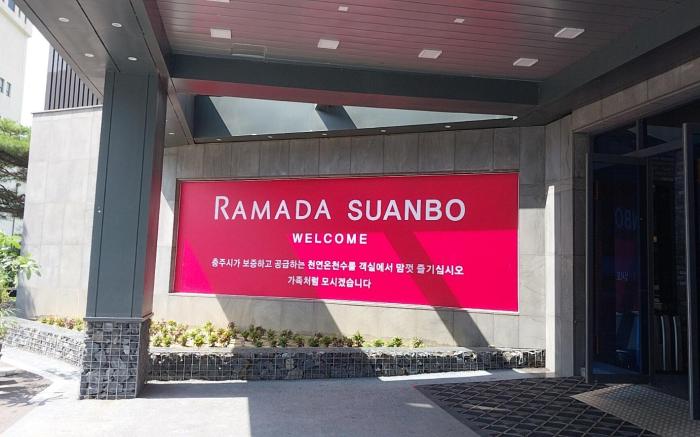 RAMADA SUANBO
WELCOME
충주시가 보증하고 공급하는 천연온천수를 객실에서 맘껏 즐기십시오
가족처럼 모시겠습니다